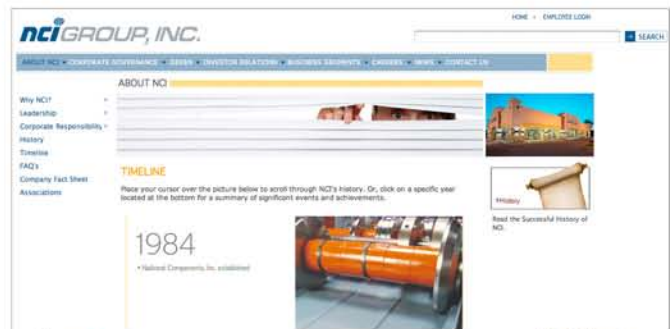 HOME EMPLOYEE LOGIN
nci GROUP, INC.
SEARCH
ABOUT NCI CORPORATE GOVERNANCE GREEN INVESTOR RELATIONS BUSINESS SEGMENTS CAREERS NEWS CONTACT US
ABOUT NCI
Why NCI?
Leadership
Corporate Responsibility
History
Timeline
FAQ's
Company Fact Sheet
Associations
TIMELINE
Place your cursor over the picture below to scroll through NCI's history. Or, click on a specific year
located at the bottom for a summary of significant events and achievements.
1984
• National Components, Inc. established
History
Read the Successful History of
NCI.